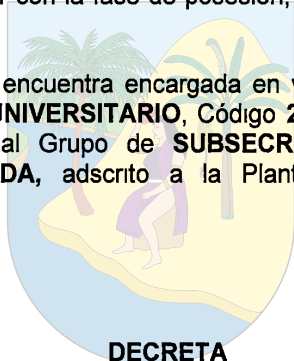 con la fase de posesión,
encuentra encargada en
UNIVERSITARIO, Código 2
al Grupo de SUBSECR
DA, adscrito a la Plant
DECRETA